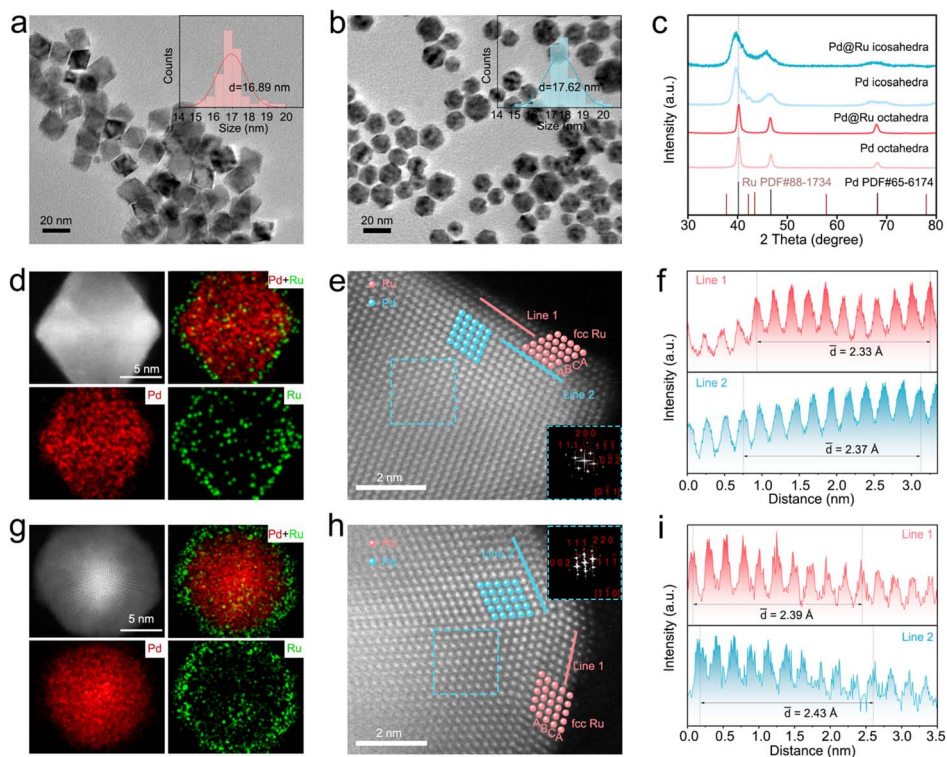 a
Counts
d=16.89 nm
14 15 16 17 18 19 20
Size (nm)
20 nm
b
Counts
d=17.62 nm
14 15 16 17 18 19 20
Size (nm)
20 nm
c
Intensity (a.u.)
Pd@Ru icosahedra
Pd icosahedra
Pd@Ru octahedra
Pd octahedra
Ru PDF#88-1734 Pd PDF#65-6174
30 40 50 60 70 80
2 Theta (degree)
d
5 nm
Pd+Ru
Pd
Ru
e
Ru
Pd
Line 1
fcc Ru
ABCA
Line 2
200
2 nm
f
Intensity (a.u.)
Line 1
d̄ = 2.33 Å
Line 2
d̄ = 2.37 Å
0.0 0.5 1.0 1.5 2.0 2.5 3.0
Distance (nm)
g
5 nm
Pd+Ru
Pd
Ru
h
Line 2
Line 1
fcc Ru
ABCA
111 220
002
2 nm
i
Intensity (a.u.)
Line 1
d̄ = 2.39 Å
Line 2
d̄ = 2.43 Å
0.0 0.5 1.0 1.5 2.0 2.5 3.0 3.5
Distance (nm)